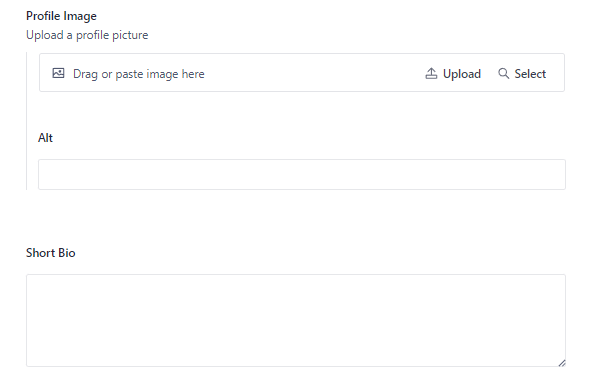 Profile Image
Upload a profile picture
Drag or paste image here Upload Select
Alt
Short Bio